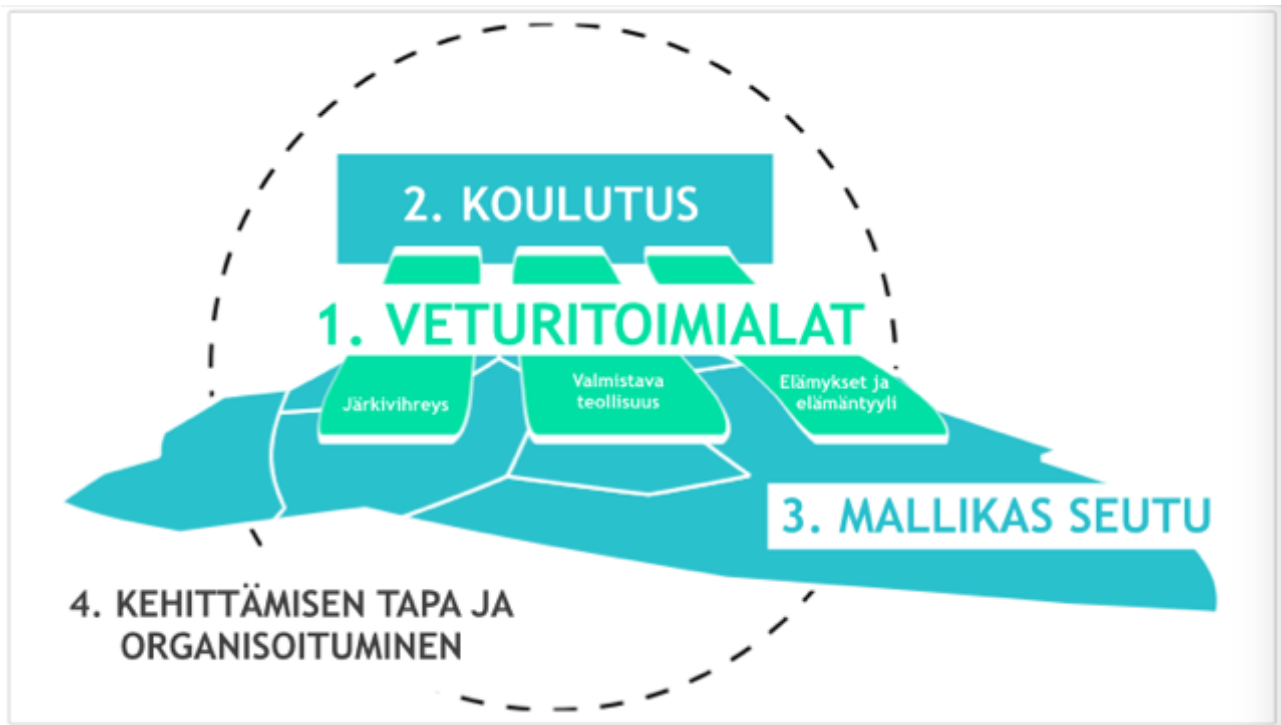 2. KOULUTUS
1. VETURITOIMIALAT
Järkivihreys
Valmistava
teollisuus
Elämykset ja
elämäntyyli
3. MALLIKAS SEUTU
4. KEHITTÄMISEN TAPA JA
ORGANISOITUMINEN